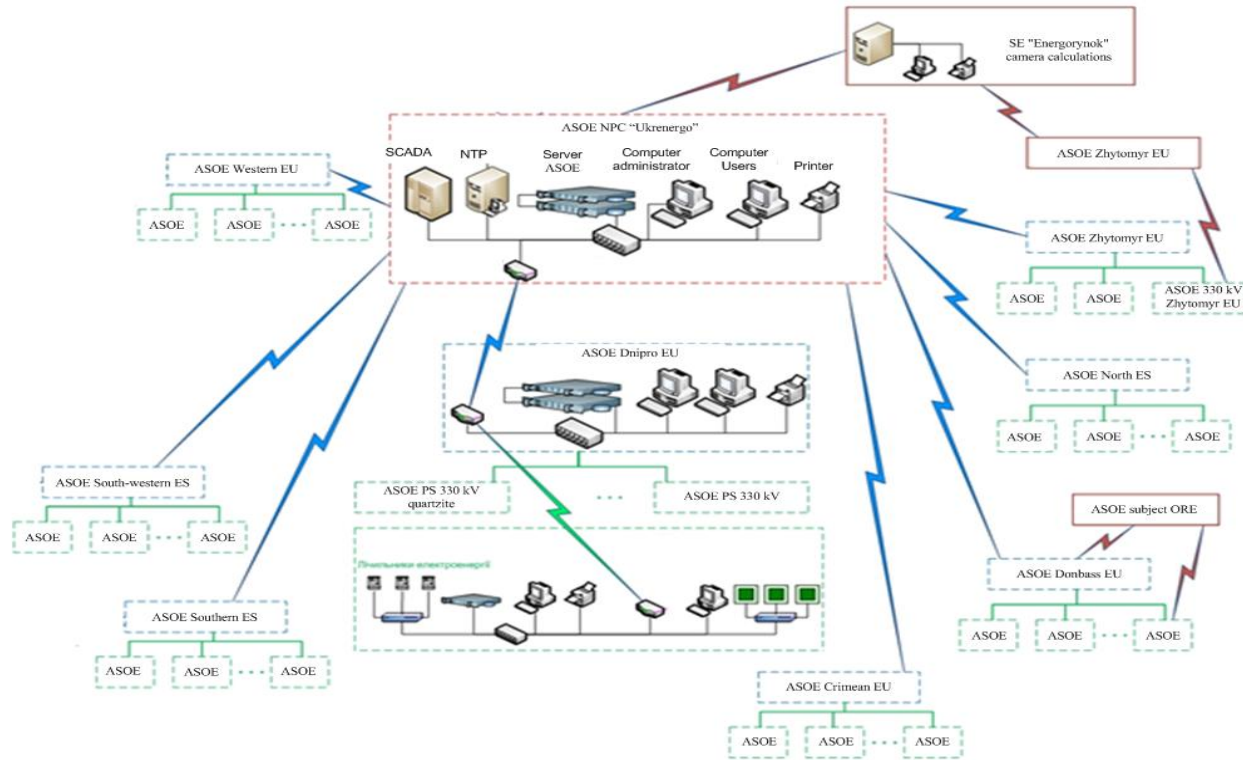 SE "Energorynok"
camera calculations
ASOE NPC “Ukrenergo”
SCADA
NTP
Server
ASOE
Computer
administrator
Computer
Users
Printer
ASOE Zhytomyr EU
ASOE Western EU
ASOE
ASOE
ASOE
ASOE Zhytomyr EU
ASOE
ASOE
ASOE 330 kV
Zhytomyr EU
ASOE Dnipro EU
ASOE North ES
ASOE
ASOE
ASOE
ASOE South-western ES
ASOE
ASOE
ASOE
ASOE PS 330 kV
quartzite
ASOE PS 330 kV
ASOE subject ORE
Лічильники електроенергії
ASOE Donbass EU
ASOE
ASOE
ASOE
ASOE Southern ES
ASOE
ASOE
ASOE
ASOE Crimean EU
ASOE
ASOE
ASOE